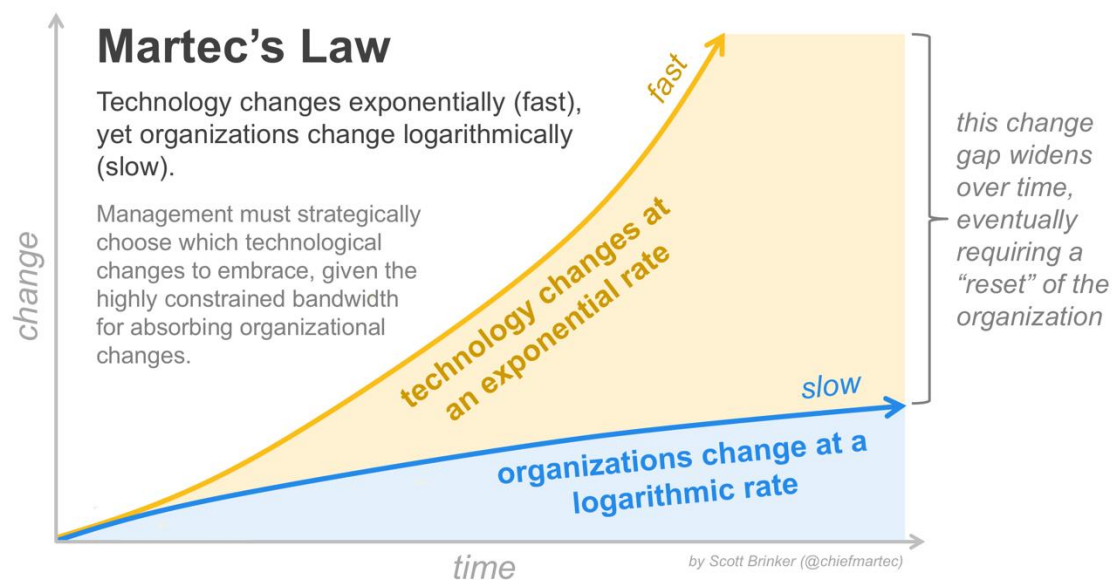 Martec's Law
Technology changes exponentially (fast),
yet organizations change logarithmically
(slow).
Management must strategically
choose which technological
changes to embrace, given the
highly constrained bandwidth
for absorbing organizational
changes.
change
fast
technology changes at
an exponential rate
slow
organizations change at a
logarithmic rate
this change
gap widens
over time,
eventually
requiring a
“reset” of the
organization
time
by Scott Brinker (@chiefmartec)